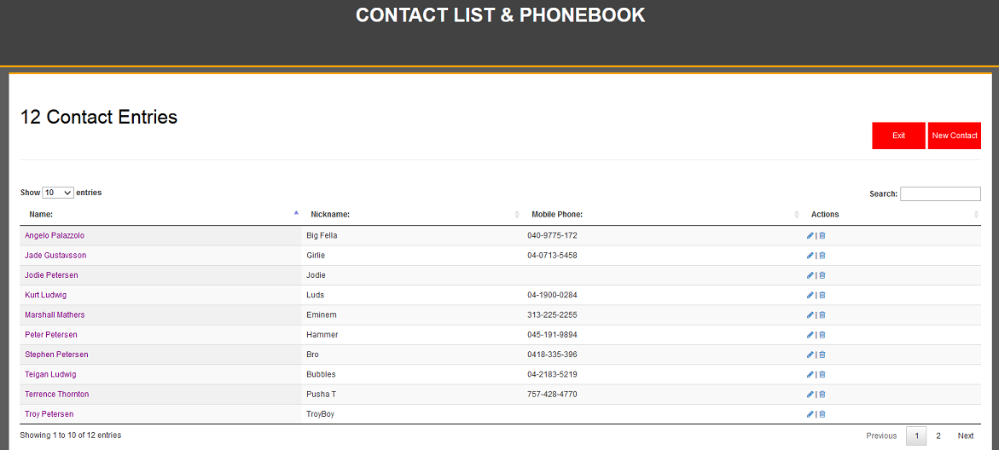 CONTACT LIST & PHONEBOOK
12 Contact Entries
Exit New Contact
Show 10 entries Search:
Name: Nickname: Mobile Phone: Actions
Angelo Palazzolo Big Fella 040-9775-172 |
Jade Gustavsson Girlie 04-0713-5458 |
Jodie Petersen Jodie |
Kurt Ludwig Luds 04-1900-0284 |
Marshall Mathers Eminem 313-225-2255 |
Peter Petersen Hammer 045-191-9894 |
Stephen Petersen Bro 0418-335-396 |
Teigan Ludwig Bubbles 04-2183-5219 |
Terrence Thornton Pusha T 757-428-4770 |
Troy Petersen TroyBoy |
Showing 1 to 10 of 12 entries Previous 1 2 Next